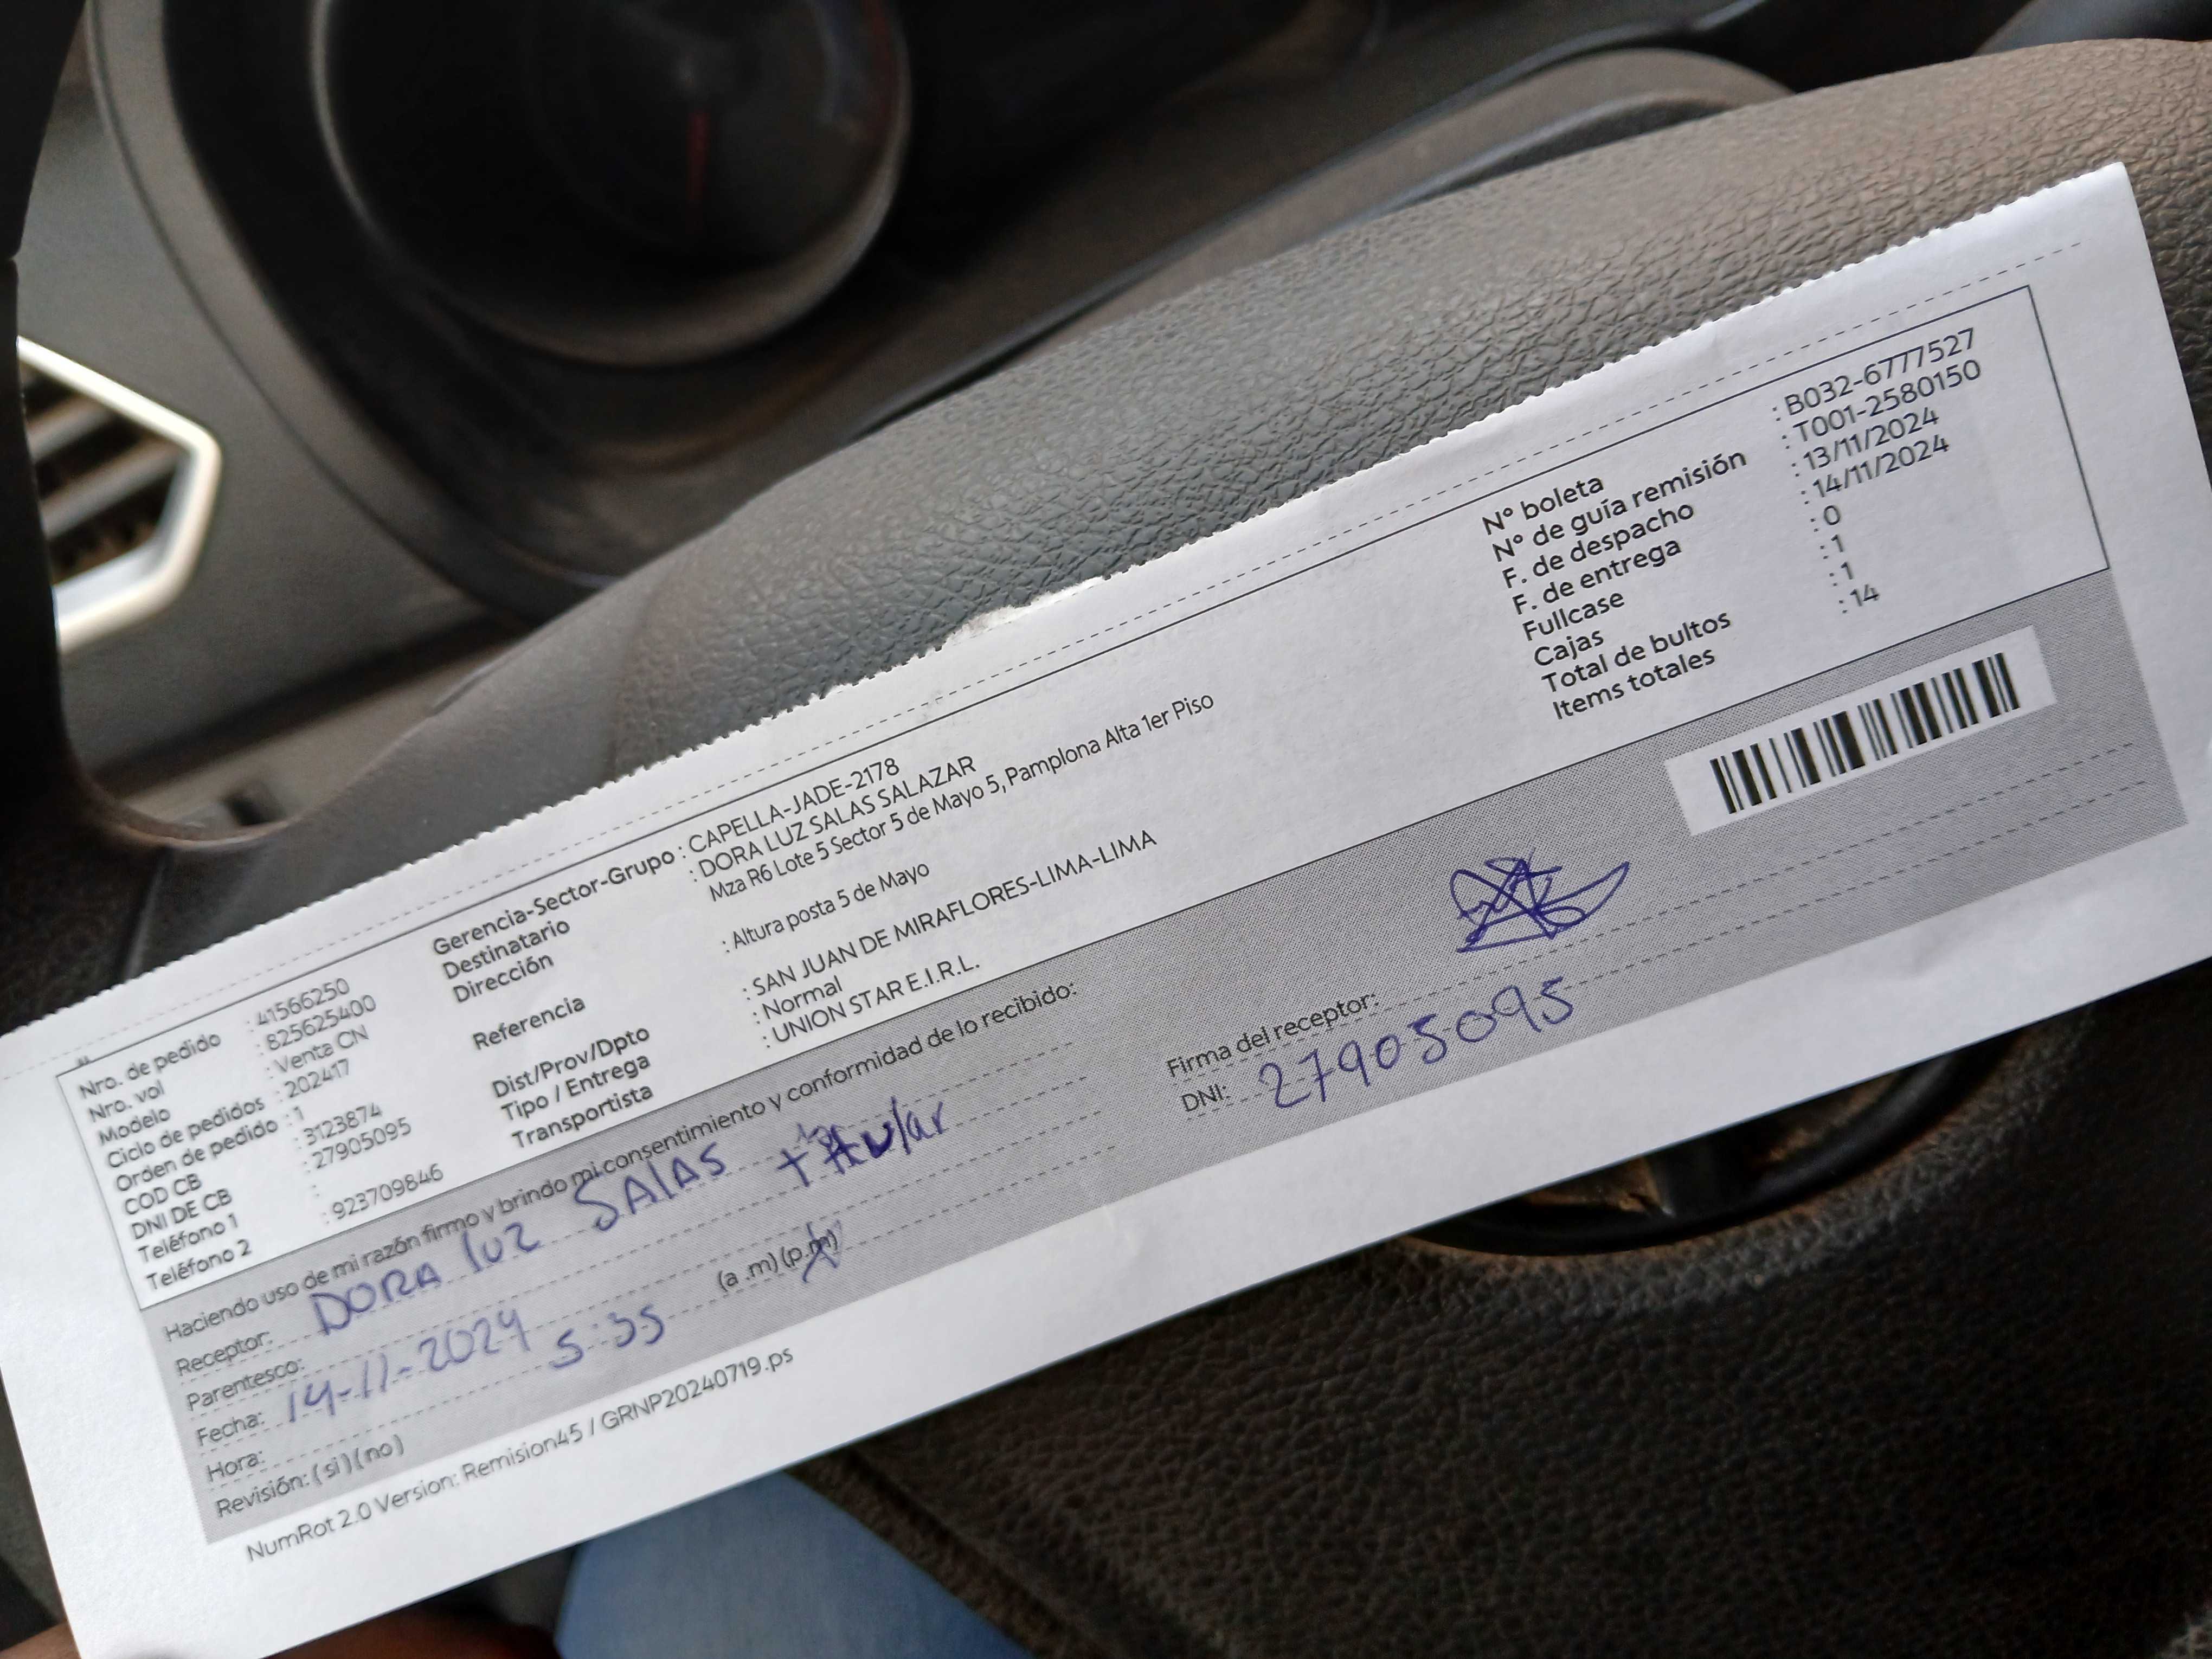 Nro. de pedido : 41566250
Nro. vol : 825625400
Modelo : Venta CN
Ciclo de pedidos : 202417
Orden de pedido : 1
COD CB : 3123874
DNI DE CB : 27905095
Teléfono 1 :
Teléfono 2 : 923709846
Gerencia-Sector-Grupo : CAPELLA-JADE-2178
Destinatario : DORA LUZ SALAS SALAZAR
Dirección Mza R6 Lote 5 Sector 5 de Mayo 5, Pamplona Alta 1er Piso
Referencia : Altura posta 5 de Mayo
Dist/Prov/Dpto : SAN JUAN DE MIRAFLORES-LIMA-LIMA
Tipo / Entrega : Normal
Transportista : UNION STAR E.I.R.L.
N° boleta : B032-6777527
N° de guía remisión : T001-2580150
F. de despacho : 13/11/2024
F. de entrega : 14/11/2024
Fullcase : 0
Cajas : 1
Total de bultos : 1
Items totales : 14
Haciendo uso de mi razón firmo y brindo mi consentimiento y conformidad de lo recibido:
Receptor: DORA luz SALAS
Parentesco:
Fecha: 14-11-2024
Hora: 5:35 (a .m) (p.m)
Revisión: (si) (no)
Firma del receptor:
DNI: 27905095
NumRot 2.0 Version: Remision45 / GRNP20240719.ps